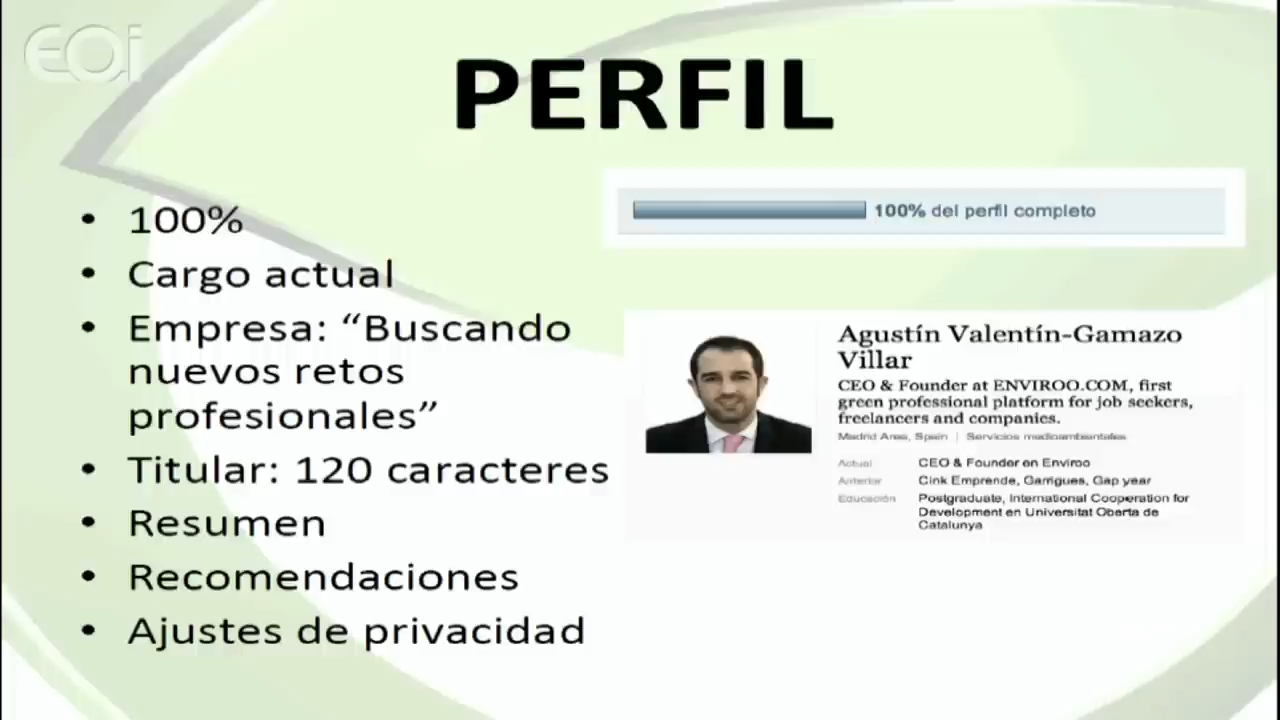 EOi
PERFIL
• 100%
• Cargo actual
• Empresa: “Buscando
nuevos retos
profesionales”
• Titular: 120 caracteres
• Resumen
• Recomendaciones
• Ajustes de privacidad
100% del perfil completo
Agustín Valentín-Gamazo
Villar
CEO & Founder at ENVIROO.COM, first
green professional platform for job seekers,
freelancers and companies.
Madrid Area, Spain | Servicios medioambientales
Actual CEO & Founder en Enviroo
Anterior Cink Emprende, Garrigues, Gap year
Educación Postgraduate, International Cooperation for
Development en Universitat Oberta de
Catalunya